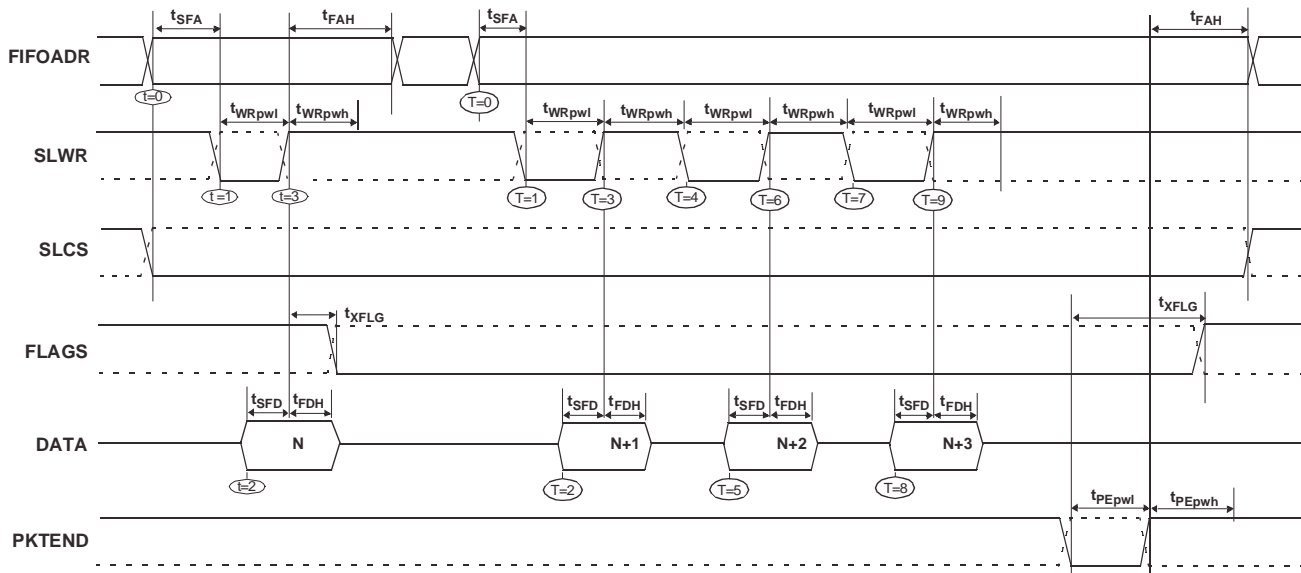 tSFA tFAH tSFA tFAH
FIFOADR
t=0 T=0
tWRpwl tWRpwh tWRpwl tWRpwh tWRpwl tWRpwh tWRpwl tWRpwh
SLWR
t=1 t=3 T=1 T=3 T=4 T=6 T=7 T=9
SLCS
tXFLG tXFLG
FLAGS
tSFD tFDH tSFD tFDH tSFD tFDH tSFD tFDH
DATA N N+1 N+2 N+3
t=2 T=2 T=5 T=8
tPEpwl tPEpwh
PKTEND